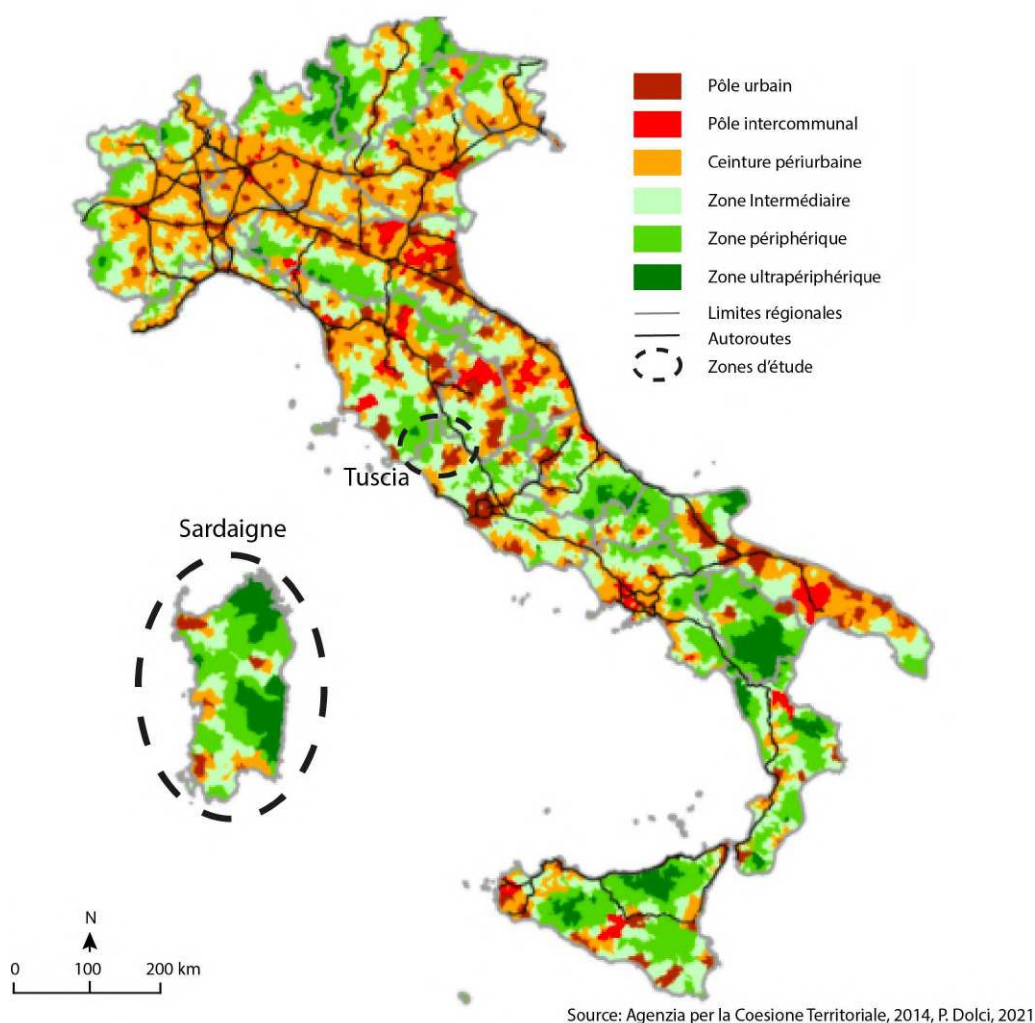 Pôle urbain
Pôle intercommunal
Ceinture périurbaine
Zone Intermédiaire
Zone périphérique
Zone ultrapériphérique
Limites régionales
Autoroutes
Zones d'étude
Tuscia
Sardaigne
N
0 100 200 km
Source: Agenzia per la Coesione Territoriale, 2014, P. Dolci, 2021